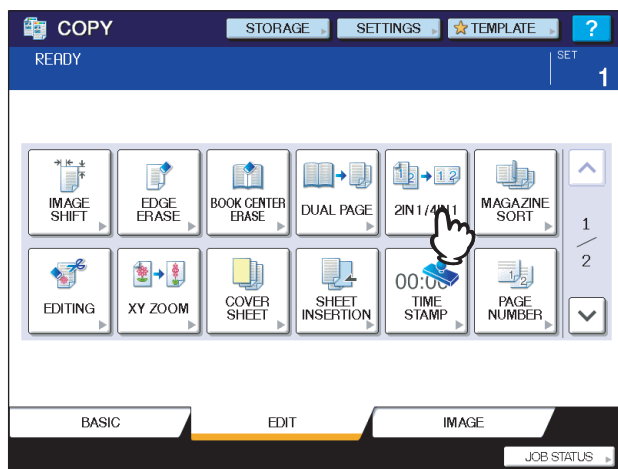 COPY
STORAGE
SETTINGS
TEMPLATE
?
READY
SET
1
IMAGE
SHIFT
EDGE
ERASE
BOOK CENTER
ERASE
DUAL PAGE
2IN1/4IN1
MAGAZINE
SORT
1
2
EDITING
XY ZOOM
COVER
SHEET
SHEET
INSERTION
TIME
STAMP
PAGE
NUMBER
BASIC
EDIT
IMAGE
JOB STATUS